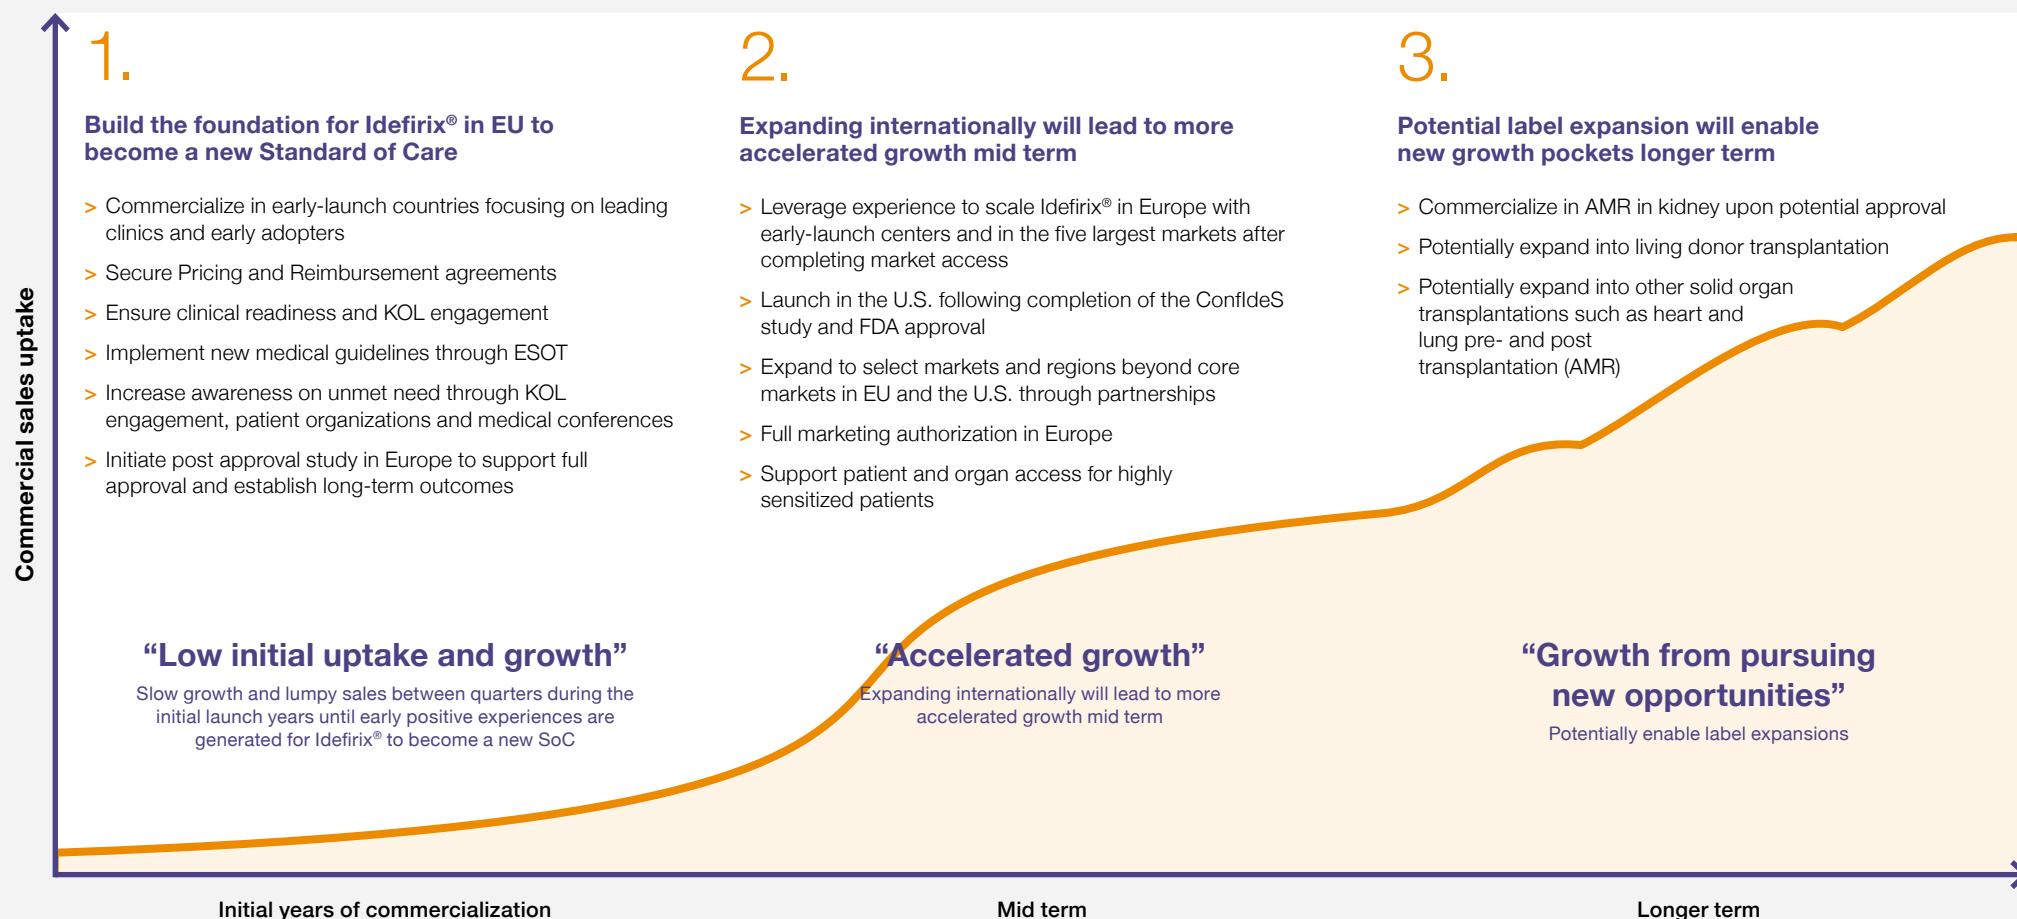 Commercial sales uptake
1.
Build the foundation for Idefirix® in EU to
become a new Standard of Care
> Commercialize in early-launch countries focusing on leading
clinics and early adopters
> Secure Pricing and Reimbursement agreements
> Ensure clinical readiness and KOL engagement
> Implement new medical guidelines through ESOT
> Increase awareness on unmet need through KOL
engagement, patient organizations and medical conferences
> Initiate post approval study in Europe to support full
approval and establish long-term outcomes
“Low initial uptake and growth”
Slow growth and lumpy sales between quarters during the
initial launch years until early positive experiences are
generated for Idefirix® to become a new SoC
Initial years of commercialization
2.
Expanding internationally will lead to more
accelerated growth mid term
> Leverage experience to scale Idefirix® in Europe with
early-launch centers and in the five largest markets after
completing market access
> Launch in the U.S. following completion of the ConfIdeS
study and FDA approval
> Expand to select markets and regions beyond core
markets in EU and the U.S. through partnerships
> Full marketing authorization in Europe
> Support patient and organ access for highly
sensitized patients
“Accelerated growth”
Expanding internationally will lead to more
accelerated growth mid term
Mid term
3.
Potential label expansion will enable
new growth pockets longer term
> Commercialize in AMR in kidney upon potential approval
> Potentially expand into living donor transplantation
> Potentially expand into other solid organ
transplantations such as heart and
lung pre- and post
transplantation (AMR)
“Growth from pursuing
new opportunities”
Potentially enable label expansions
Longer term